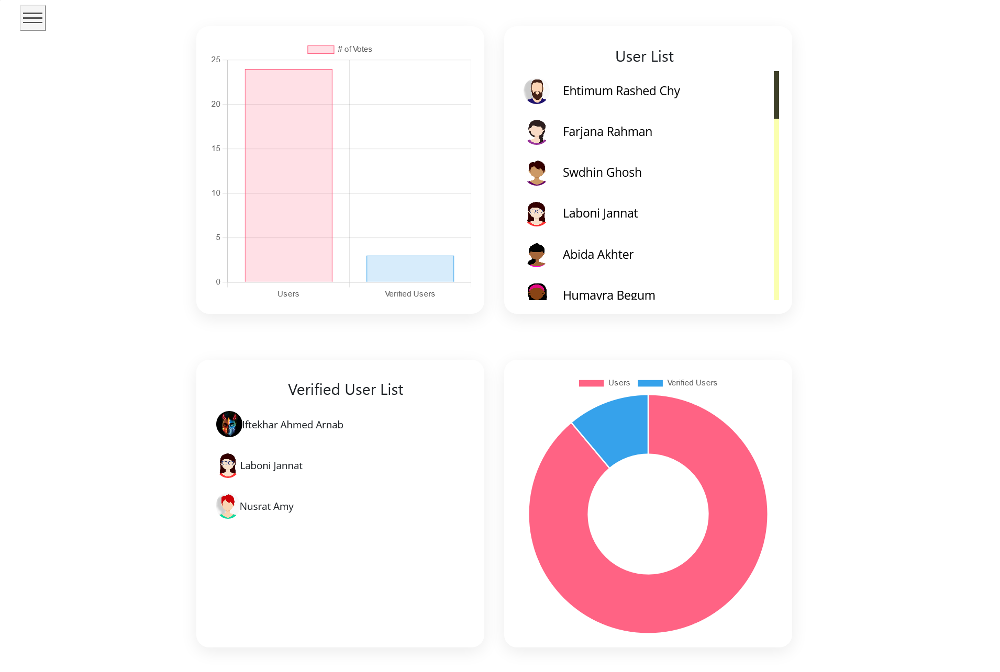 # of Votes
25
20
15
10
5
0
Users
Verified Users
User List
Ehtimum Rashed Chy
Farjana Rahman
Swdhin Ghosh
Laboni Jannat
Abida Akhter
Humayra Begum
Verified User List
Iftekhar Ahmed Arnab
Laboni Jannat
Nusrat Amy
Users
Verified Users